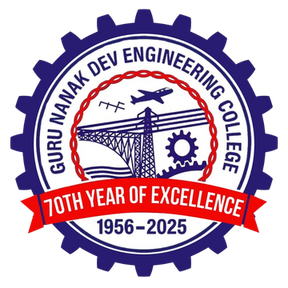 GURU NANAK DEV ENGINEERING COLLEGE
70TH YEAR OF EXCELLENCE
1956-2025